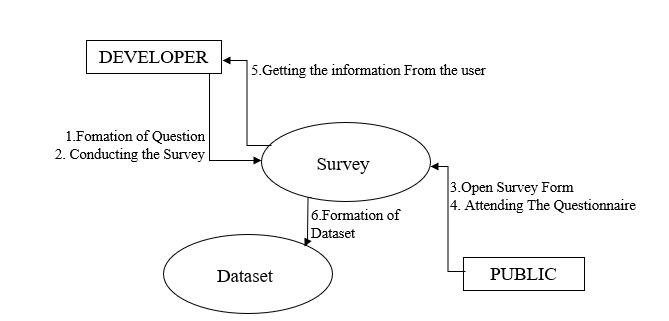 DEVELOPER
5.Getting the information From the user
1.Fomation of Question
2. Conducting the Survey
Survey
3.Open Survey Form
4. Attending The Questionnaire
6.Formation of
Dataset
Dataset
PUBLIC